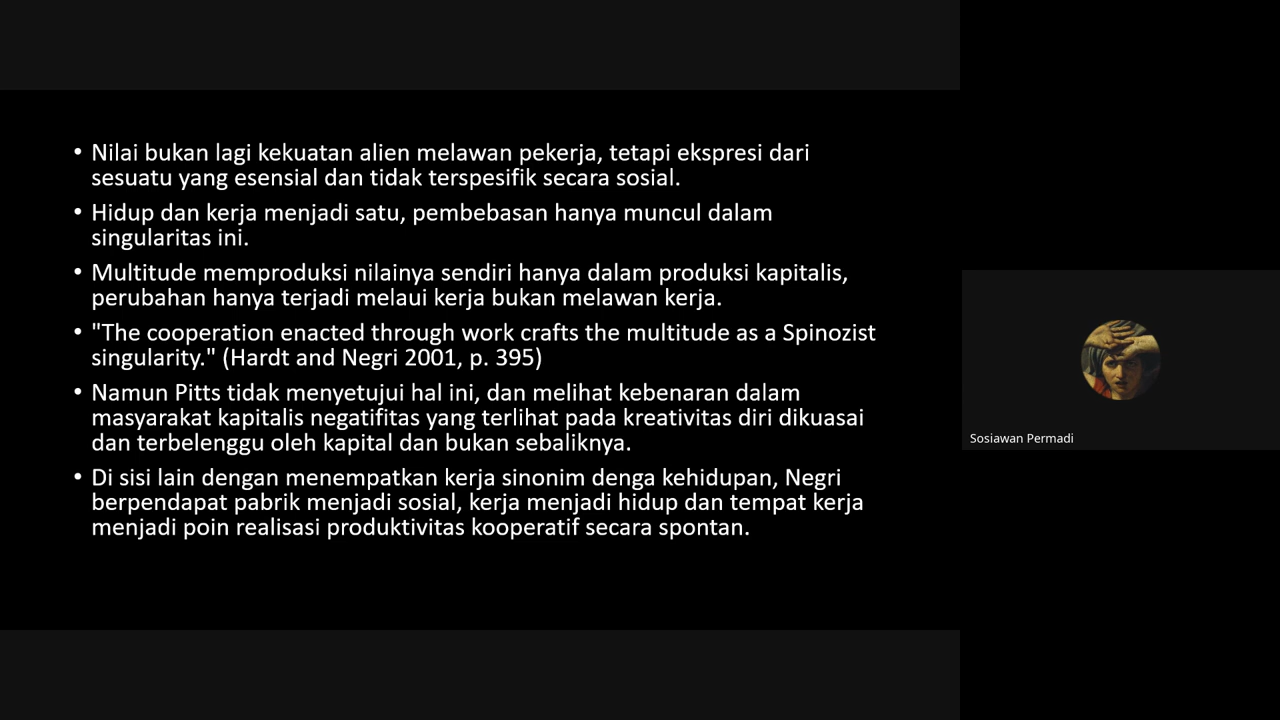 • Nilai bukan lagi kekuatan alien melawan pekerja, tetapi ekspresi dari
sesuatu yang esensial dan tidak terspesifik secara sosial.
• Hidup dan kerja menjadi satu, pembebasan hanya muncul dalam
singularitas ini.
• Multitude memproduksi nilainya sendiri hanya dalam produksi kapitalis,
perubahan hanya terjadi melaui kerja bukan melawan kerja.
• "The cooperation enacted through work crafts the multitude as a Spinozist
singularity." (Hardt and Negri 2001, p. 395)
• Namun Pitts tidak menyetujui hal ini, dan melihat kebenaran dalam
masyarakat kapitalis negatifitas yang terlihat pada kreativitas diri dikuasai
dan terbelenggu oleh kapital dan bukan sebaliknya.
• Di sisi lain dengan menempatkan kerja sinonim denga kehidupan, Negri
berpendapat pabrik menjadi sosial, kerja menjadi hidup dan tempat kerja
menjadi poin realisasi produktivitas kooperatif secara spontan.
Sosiawan Permadi